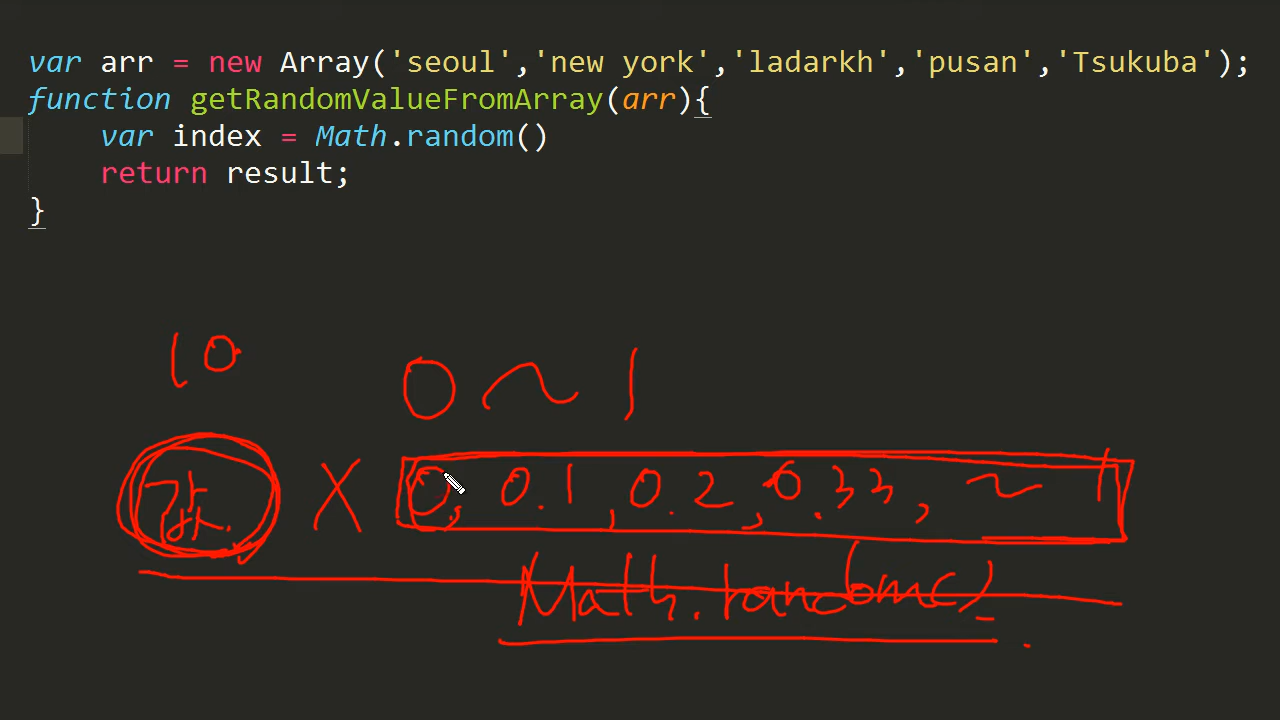 var arr = new Array('seoul','new york','ladarkh','pusan','Tsukuba');
function getRandomValueFromArray(arr){
    var index = Math.random()
    return result;
}
10
0 ~ 1
값 X 0, 0.1, 0.2, 0.33, ~ 1
Math.random()